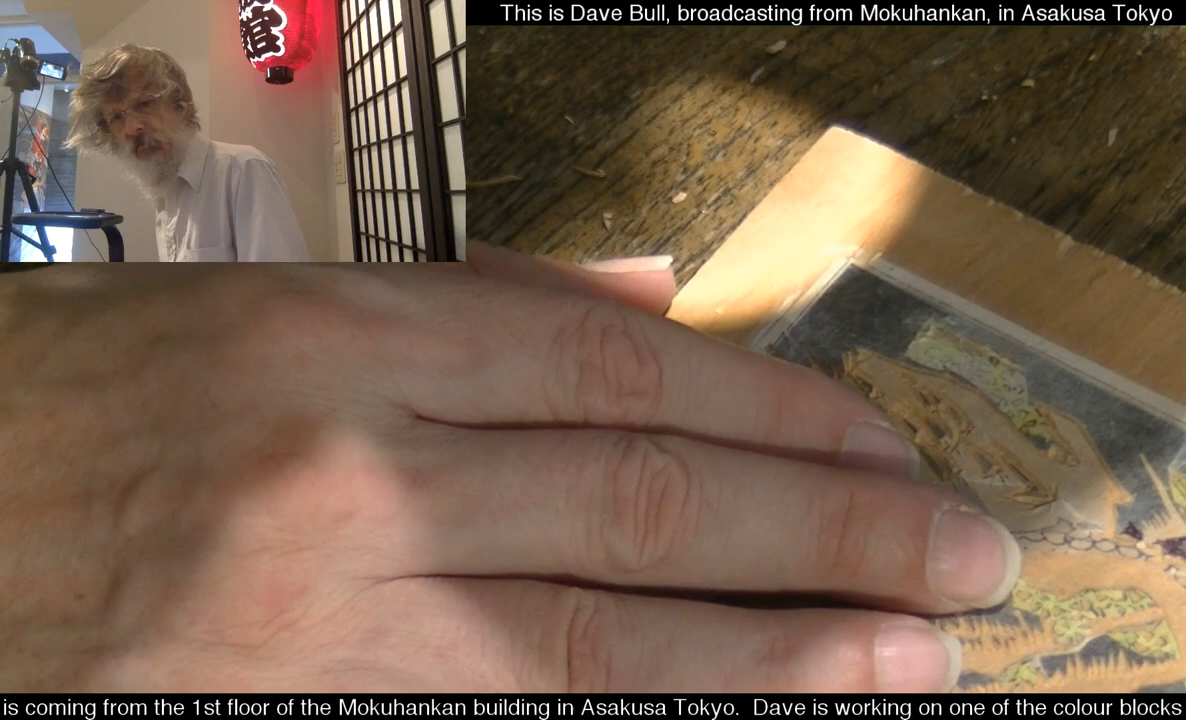 This is Dave Bull, broadcasting from Mokuhankan, in Asakusa Tokyo
館
is coming from the 1st floor of the Mokuhankan building in Asakusa Tokyo.  Dave is working on one of the colour blocks